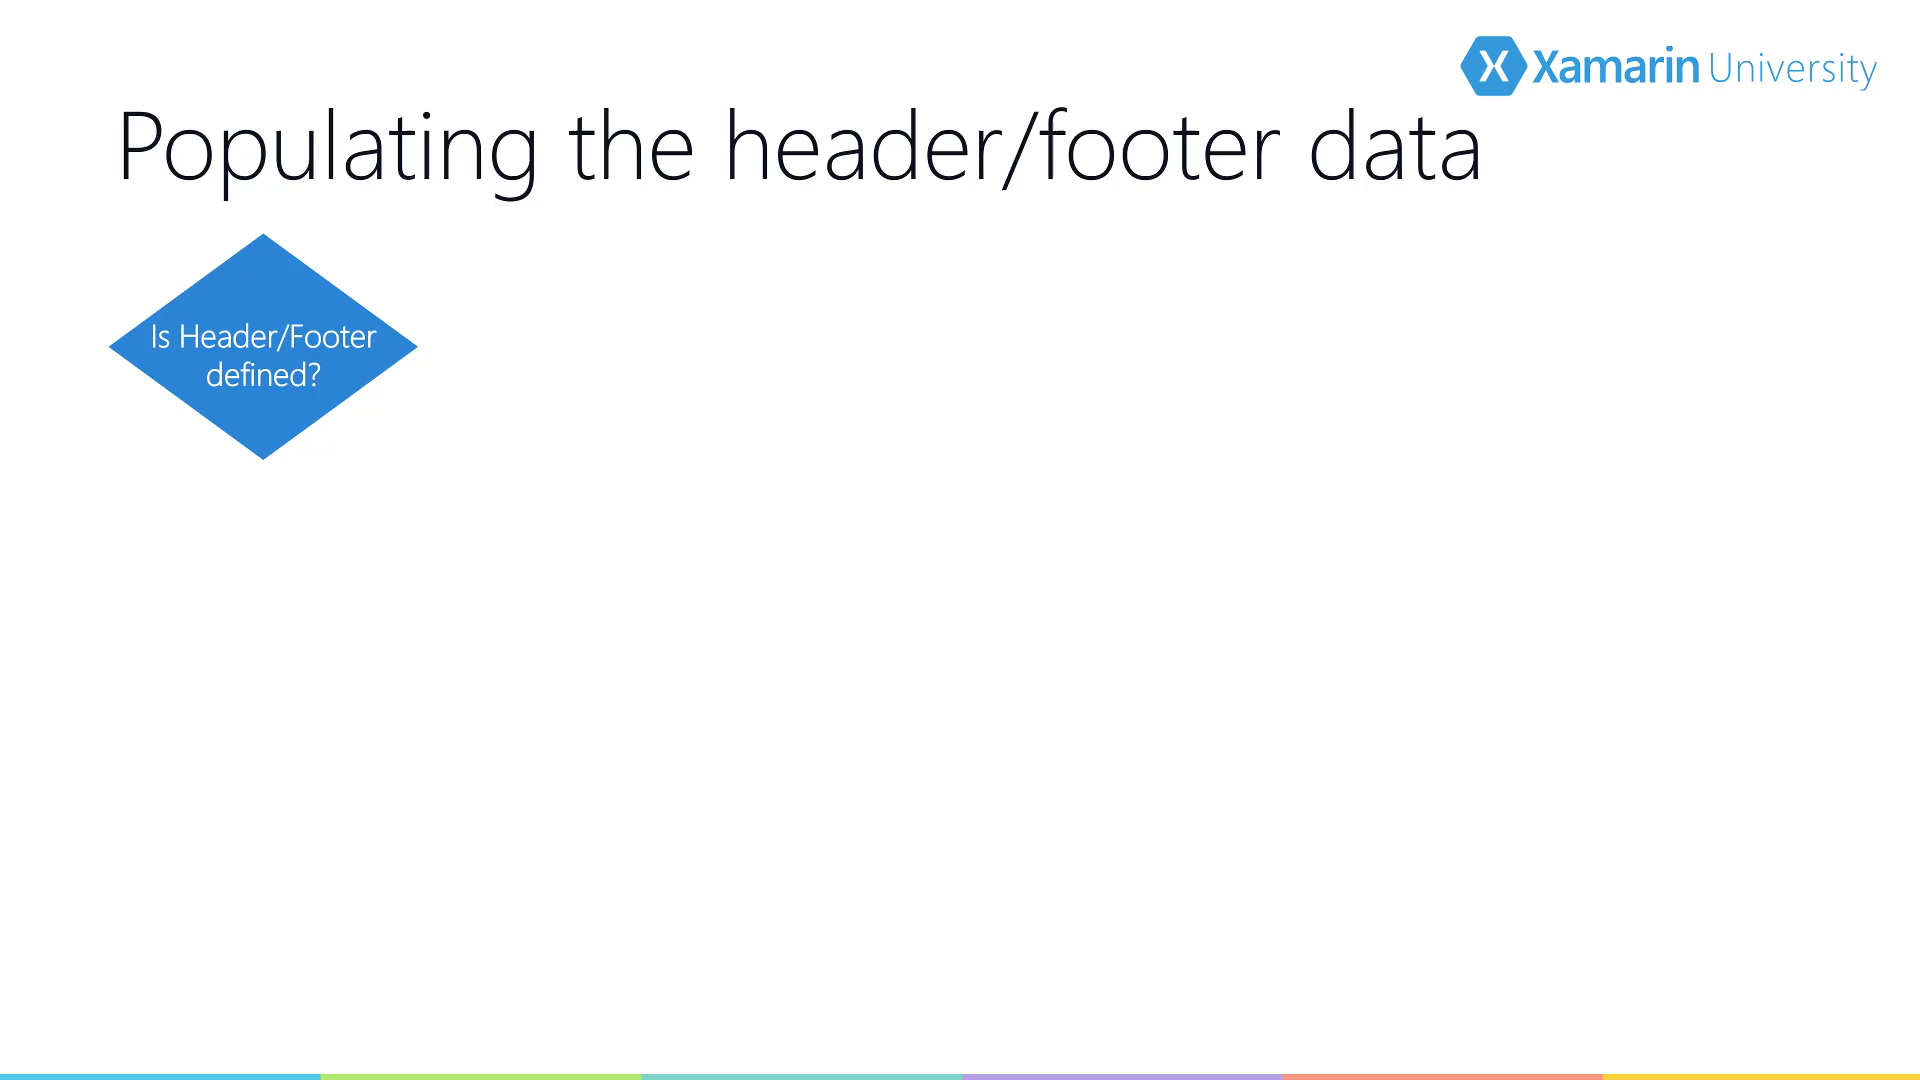 Xamarin University
Populating the header/footer data
Is Header/Footer
defined?